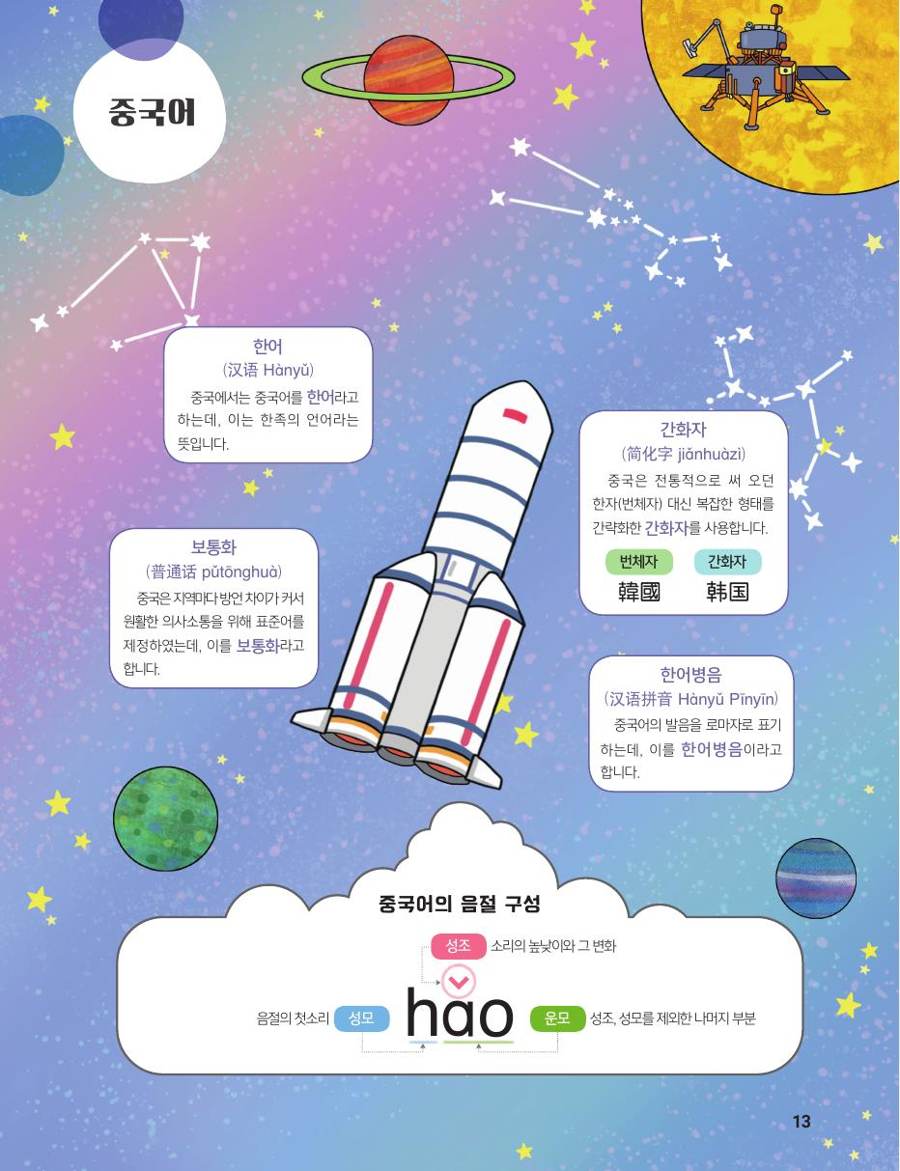 중국어
한어
(汉语 Hànyǔ)
중국에서는 중국어를 한어라고
하는데, 이는 한족의 언어라는
뜻입니다.
간화자
(简化字 jiǎnhuàzì)
중국은 전통적으로 써 오던
한자(번체자) 대신 복잡한 형태를
간략화한 간화자를 사용합니다.
번체자 간화자
韓國 韩国
보통화
(普通话 pǔtōnghuà)
중국은 지역마다 방언 차이가 커서
원활한 의사소통을 위해 표준어를
제정하였는데, 이를 보통화라고
합니다.
한어병음
(汉语拼音 Hànyǔ Pīnyīn)
중국어의 발음을 로마자로 표기
하는데, 이를 한어병음이라고
합니다.
중국어의 음절 구성
성조 소리의 높낮이와 그 변화
음절의 첫소리 성모 hǎo 운모 성조, 성모를 제외한 나머지 부분
13